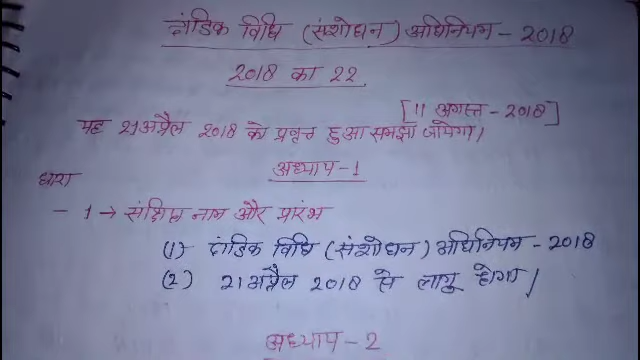 दांडिक विधि (संशोधन) अधिनियम - 2018
2018 का 22
[11 अगस्त - 2018]
यह 21 अप्रैल 2018 को प्रवृत्त हुआ समझा जायेगा।
अध्याय - 1
धारा
- 1 → संक्षिप्त नाम और प्रारंभ
(1) दांडिक विधि (संशोधन) अधिनियम - 2018
(2) 21 अप्रैल 2018 से लागू होगा।
अध्याय - 2